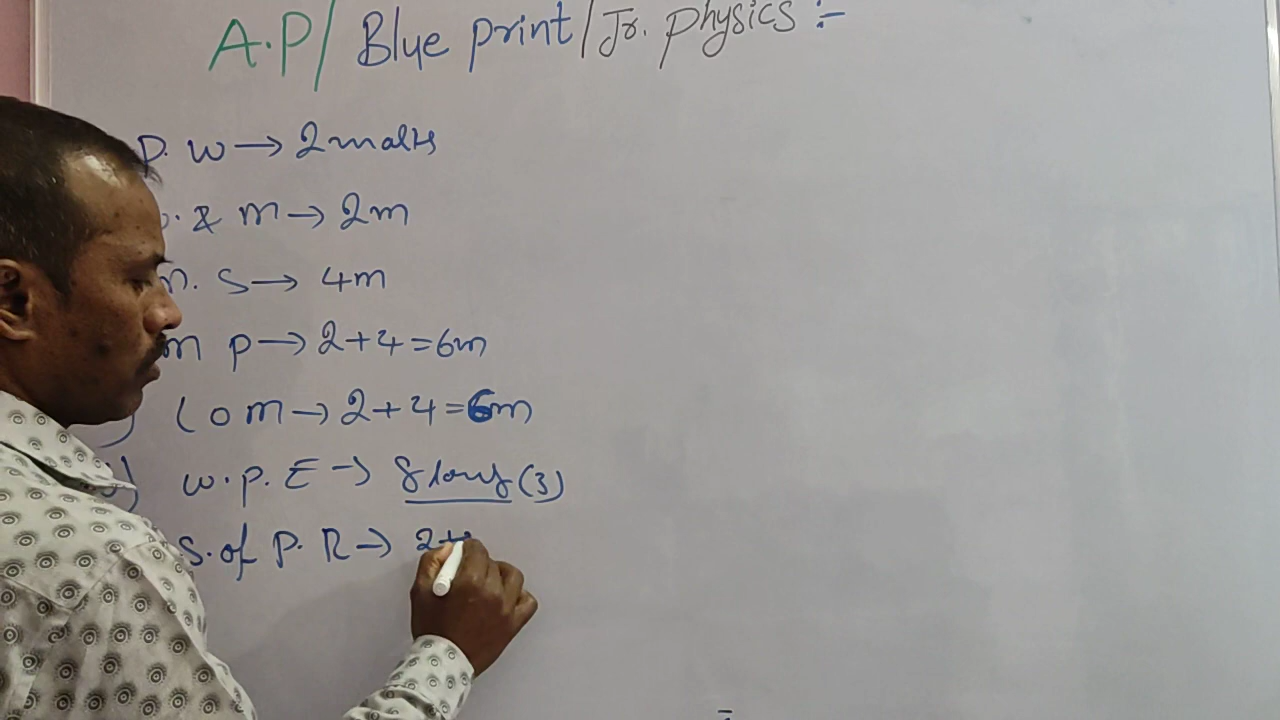 A.P/ Blue print/Jr. Physics :-
P. W → 2 marks
. & m → 2m
m. S → 4m
m P → 2+4=6m
) L O M → 2+4=6m
) W.P.E → 8 long (3)
S. of P. R → 2+